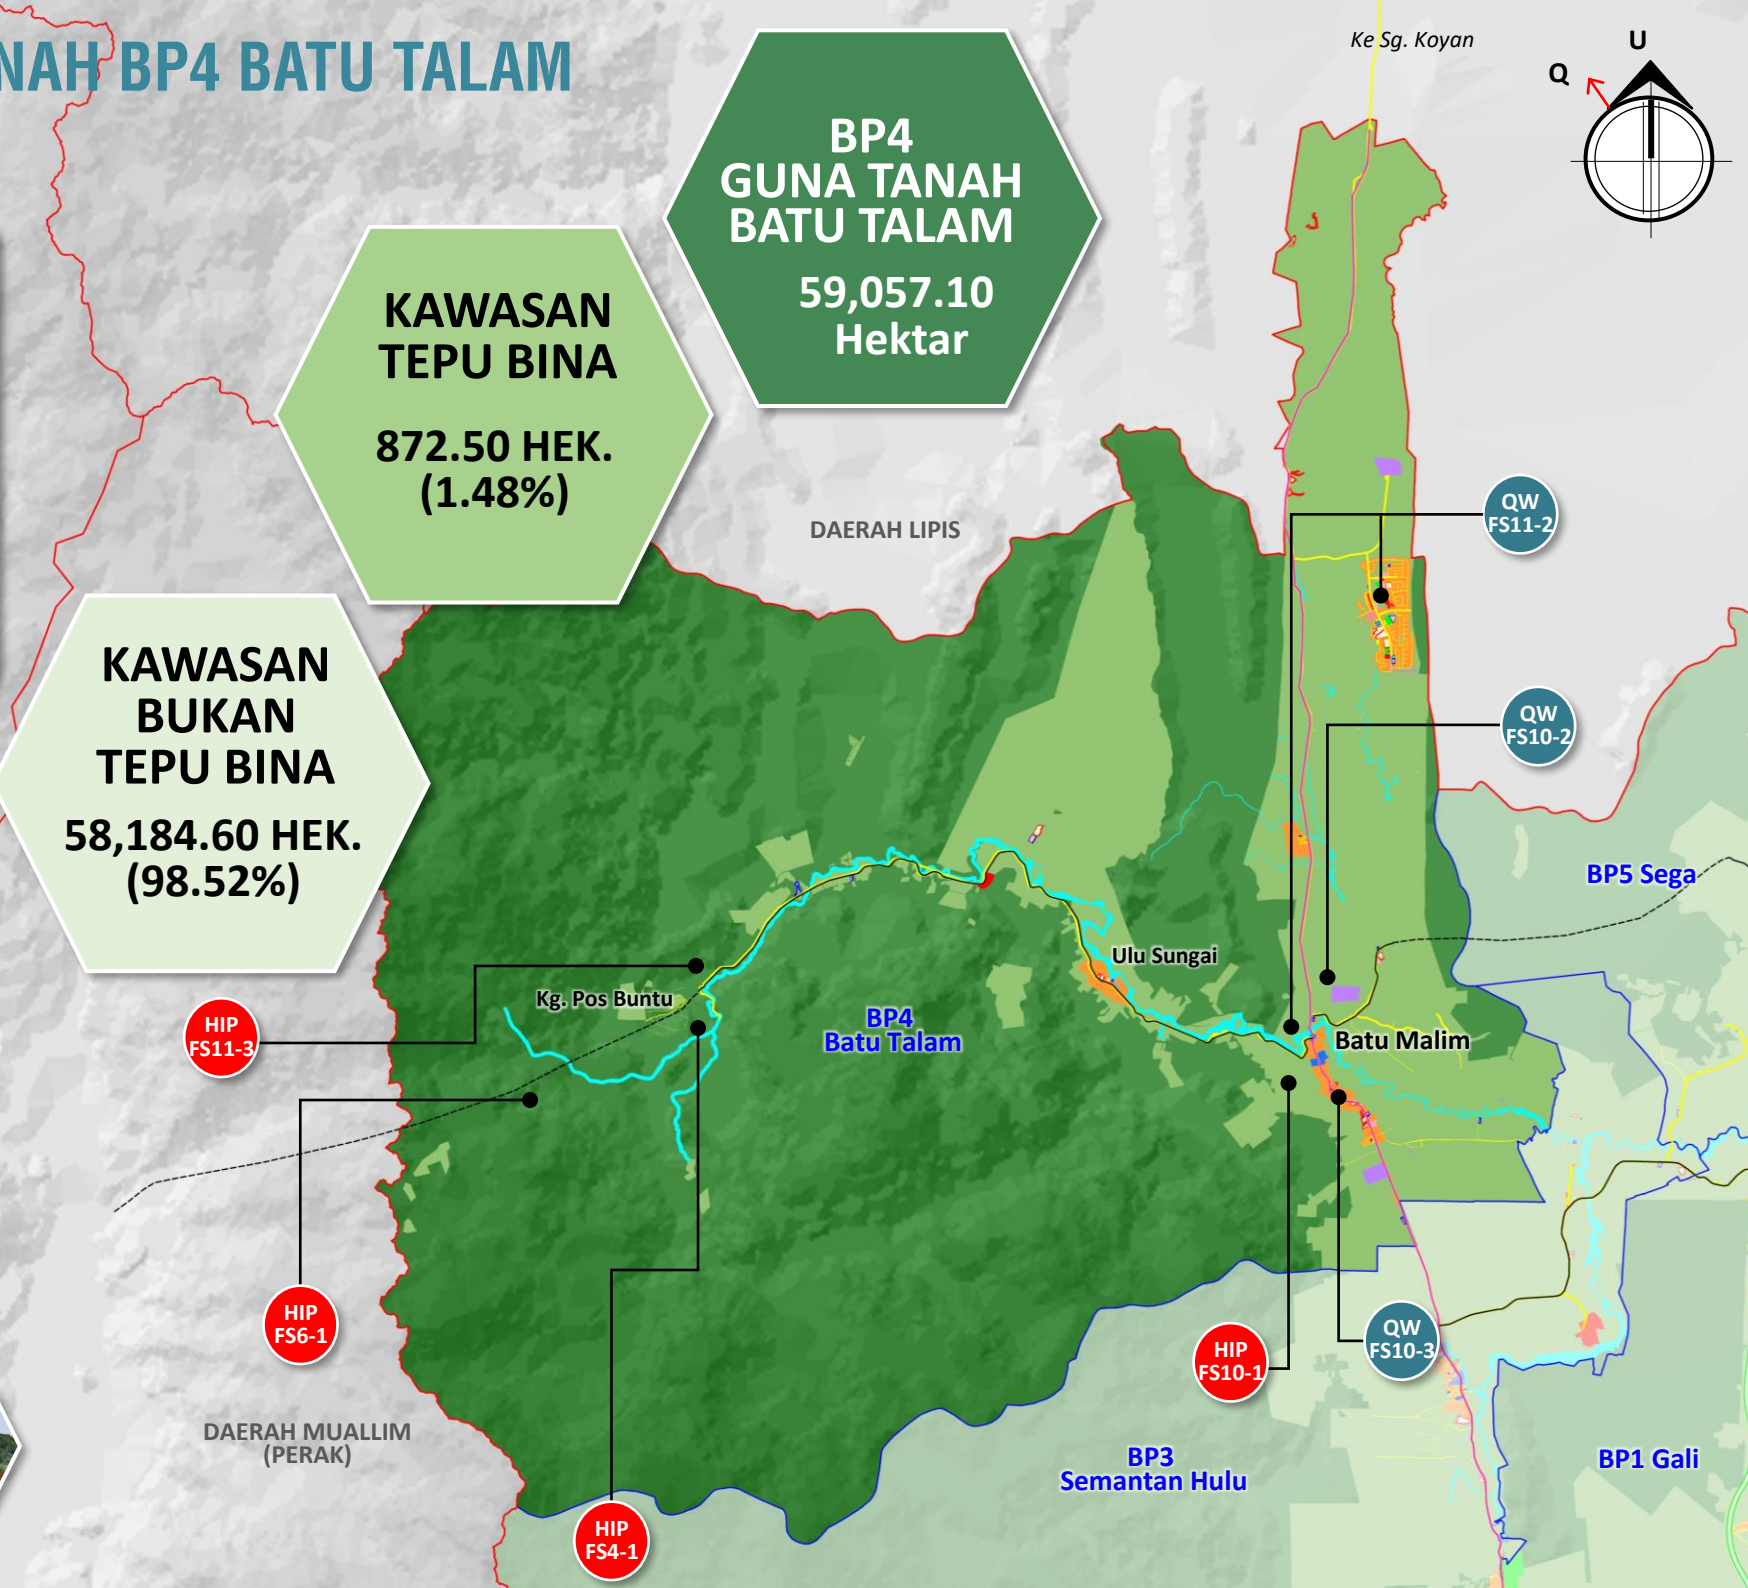 NAH BP4 BATU TALAM
BP4
GUNA TANAH
BATU TALAM
59,057.10
Hektar
Ke Sg. Koyan
U
Q
KAWASAN
TEPU BINA
872.50 HEK.
(1.48%)
DAERAH LIPIS
QW
FS11-2
KAWASAN
BUKAN
TEPU BINA
58,184.60 HEK.
(98.52%)
QW
FS10-2
BP5 Sega
Ulu Sungai
Kg. Pos Buntu
BP4
Batu Talam
Batu Malim
HIP
FS11-3
HIP
FS6-1
HIP
FS10-1
QW
FS10-3
DAERAH MUALLIM
(PERAK)
BP3
Semantan Hulu
BP1 Gali
HIP
FS4-1